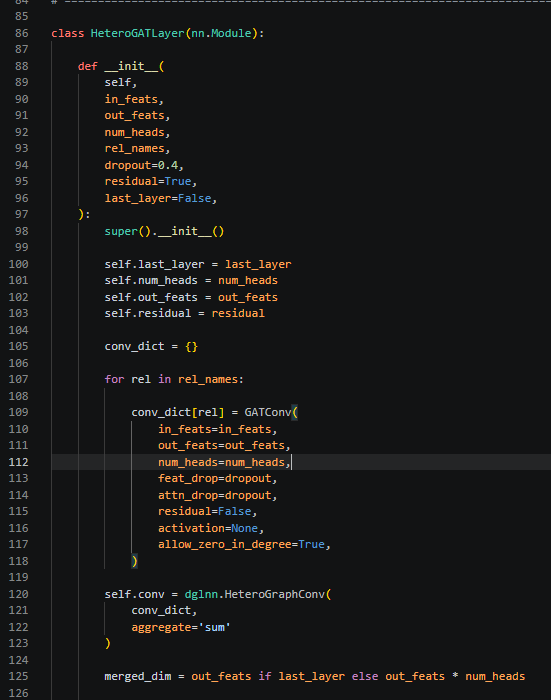 84 # ------------------------------------------------------------------------
85
86 class HeteroGATLayer(nn.Module):
87
88     def __init__(
89         self,
90         in_feats,
91         out_feats,
92         num_heads,
93         rel_names,
94         dropout=0.4,
95         residual=True,
96         last_layer=False,
97     ):
98         super().__init__()
99
100         self.last_layer = last_layer
101         self.num_heads = num_heads
102         self.out_feats = out_feats
103         self.residual = residual
104
105         conv_dict = {}
106
107         for rel in rel_names:
108
109             conv_dict[rel] = GATConv(
110                 in_feats=in_feats,
111                 out_feats=out_feats,
112                 num_heads=num_heads,
113                 feat_drop=dropout,
114                 attn_drop=dropout,
115                 residual=False,
116                 activation=None,
117                 allow_zero_in_degree=True,
118             )
119
120         self.conv = dglnn.HeteroGraphConv(
121             conv_dict,
122             aggregate='sum'
123         )
124
125         merged_dim = out_feats if last_layer else out_feats * num_heads
126